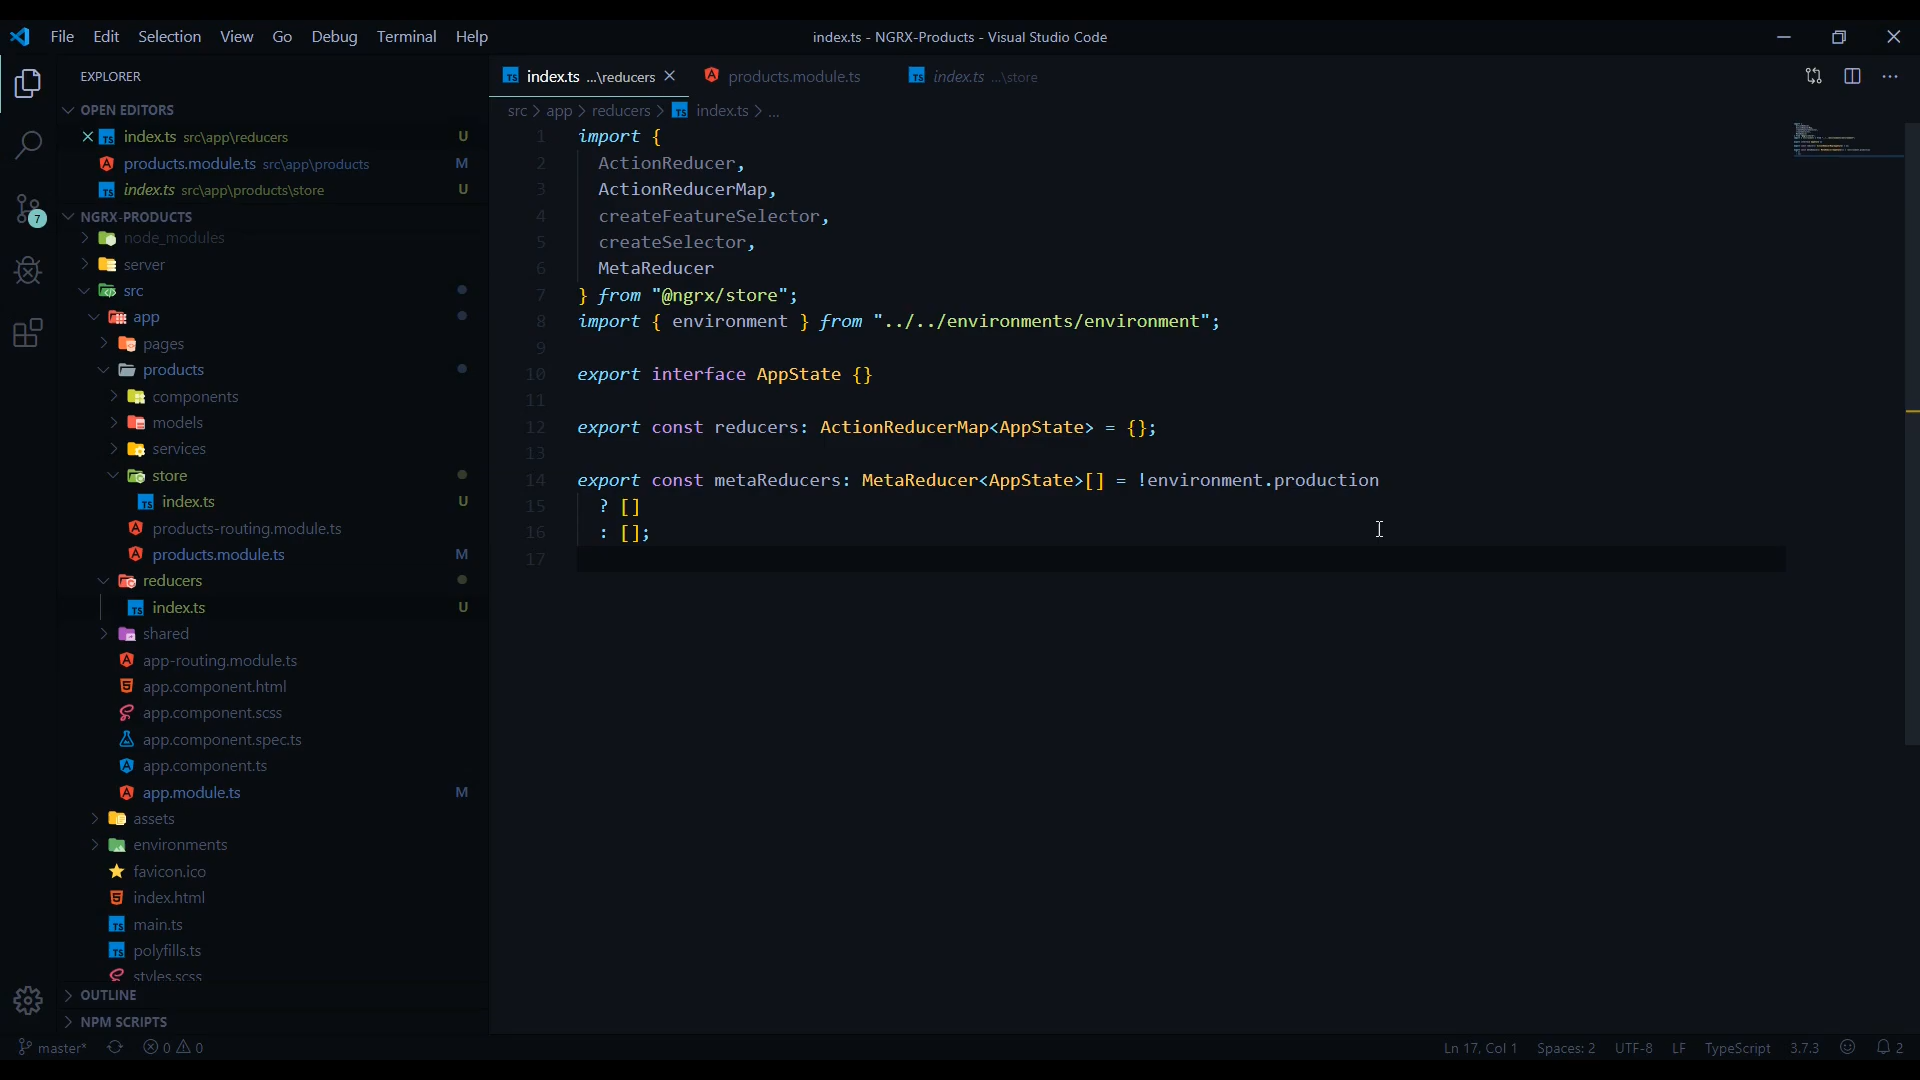 File Edit Selection View Go Debug Terminal Help
index.ts - NGRX-Products - Visual Studio Code
EXPLORER
OPEN EDITORS
index.ts src\app\reducers U
products.module.ts src\app\products M
index.ts src\app\products\store U
NGRX-PRODUCTS
node_modules
server
src
app
pages
products
components
models
services
store
index.ts U
products-routing.module.ts
products.module.ts M
reducers
index.ts U
shared
app-routing.module.ts
app.component.html
app.component.scss
app.component.spec.ts
app.component.ts
app.module.ts M
assets
environments
favicon.ico
index.html
main.ts
polyfills.ts
styles.scss
OUTLINE
NPM SCRIPTS
7
index.ts ...\reducers
products.module.ts
index.ts ...\store
src > app > reducers > TS index.ts > ...
1 import {
2 ActionReducer,
3 ActionReducerMap,
4 createFeatureSelector,
5 createSelector,
6 MetaReducer
7 } from "@ngrx/store";
8 import { environment } from "../../environments/environment";
9
10 export interface AppState {}
11
12 export const reducers: ActionReducerMap<AppState> = {};
13
14 export const metaReducers: MetaReducer<AppState>[] = !environment.production
15 ? []
16 : [];
17
master* 0 0
Ln 17, Col 1 Spaces: 2 UTF-8 LF TypeScript 3.7.3 2